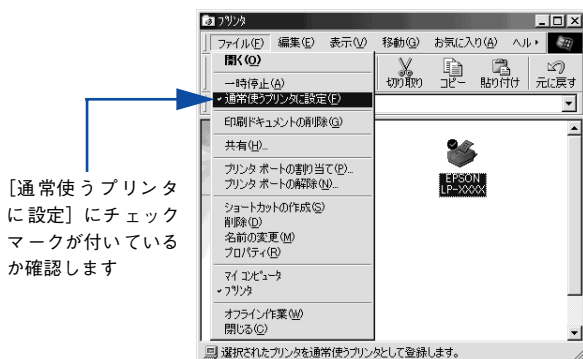 プリンタ
ファイル(F) 編集(E) 表示(V) 移動(G) お気に入り(A) ヘル
切り取り コピー 貼り付け 元に戻す
開く(O)
一時停止(A)
通常使うプリンタに設定(F)
印刷ドキュメントの削除(G)
共有(H)...
プリンタ ポートの割り当て(P)...
プリンタ ポートの解除(N)...
ショートカットの作成(S)
削除(D)
名前の変更(M)
プロパティ(R)
マイ コンピュータ
プリンタ
オフライン作業(W)
閉じる(C)
EPSON
LP-XXXX
選択されたプリンタを通常使うプリンタとして登録します。
[通常使うプリンタ
に設定]にチェック
マークが付いている
か確認します